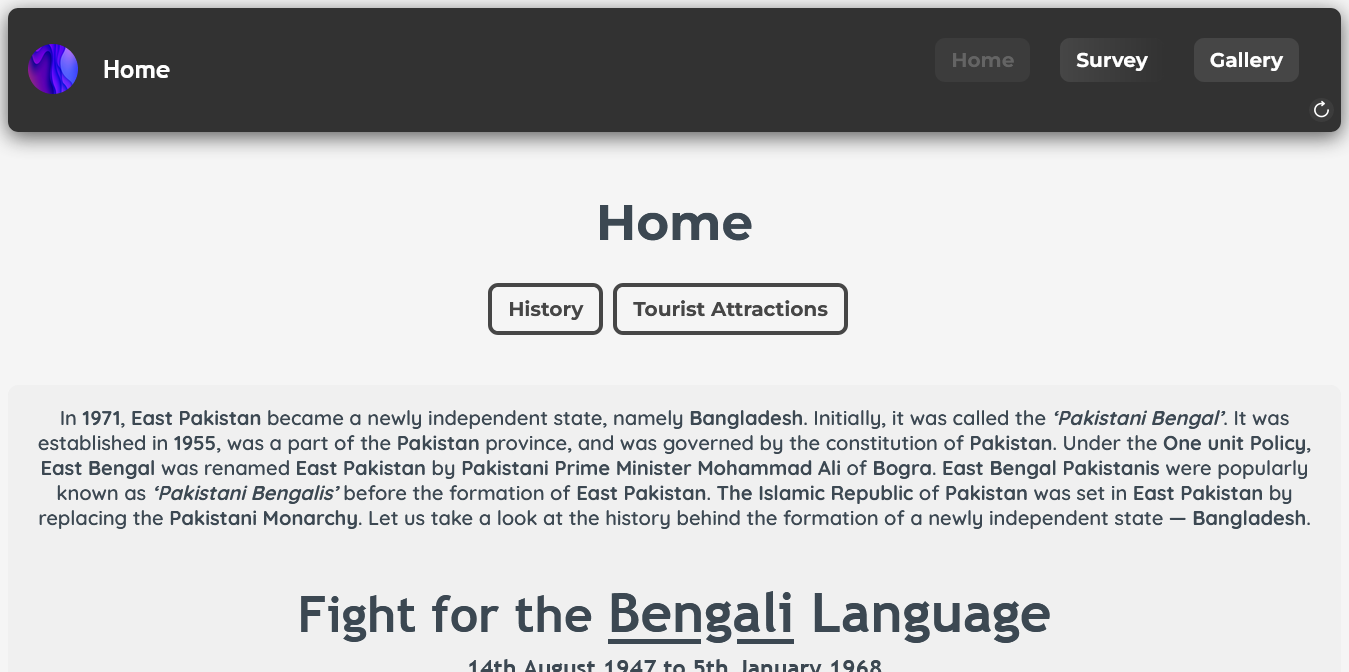 Home
Home
Survey
Gallery
Home
History
Tourist Attractions
In 1971, East Pakistan became a newly independent state, namely Bangladesh. Initially, it was called the ‘Pakistani Bengal’. It was
established in 1955, was a part of the Pakistan province, and was governed by the constitution of Pakistan. Under the One unit Policy,
East Bengal was renamed East Pakistan by Pakistani Prime Minister Mohammad Ali of Bogra. East Bengal Pakistanis were popularly
known as ‘Pakistani Bengalis’ before the formation of East Pakistan. The Islamic Republic of Pakistan was set in East Pakistan by
replacing the Pakistani Monarchy. Let us take a look at the history behind the formation of a newly independent state — Bangladesh.
Fight for the Bengali Language
14th August 1947 to 5th January 1968